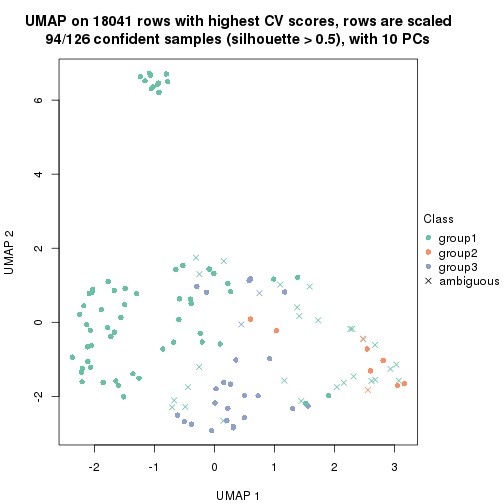 UMAP on 18041 rows with highest CV scores, rows are scaled
94/126 confident samples (silhouette > 0.5), with 10 PCs
6
4
2
0
-2
UMAP 2
-2
-1
0
1
2
3
UMAP 1
Class
group1
group2
group3
ambiguous